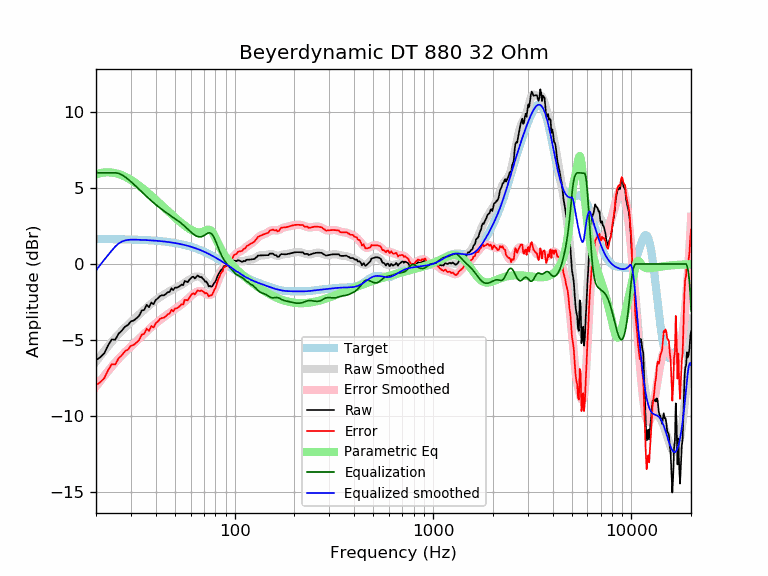 Beyerdynamic DT 880 32 Ohm
10
5
0
−5
−10
−15
Amplitude (dBr)
Target
Raw Smoothed
Error Smoothed
Raw
Error
Parametric Eq
Equalization
Equalized smoothed
100
1000
10000
Frequency (Hz)